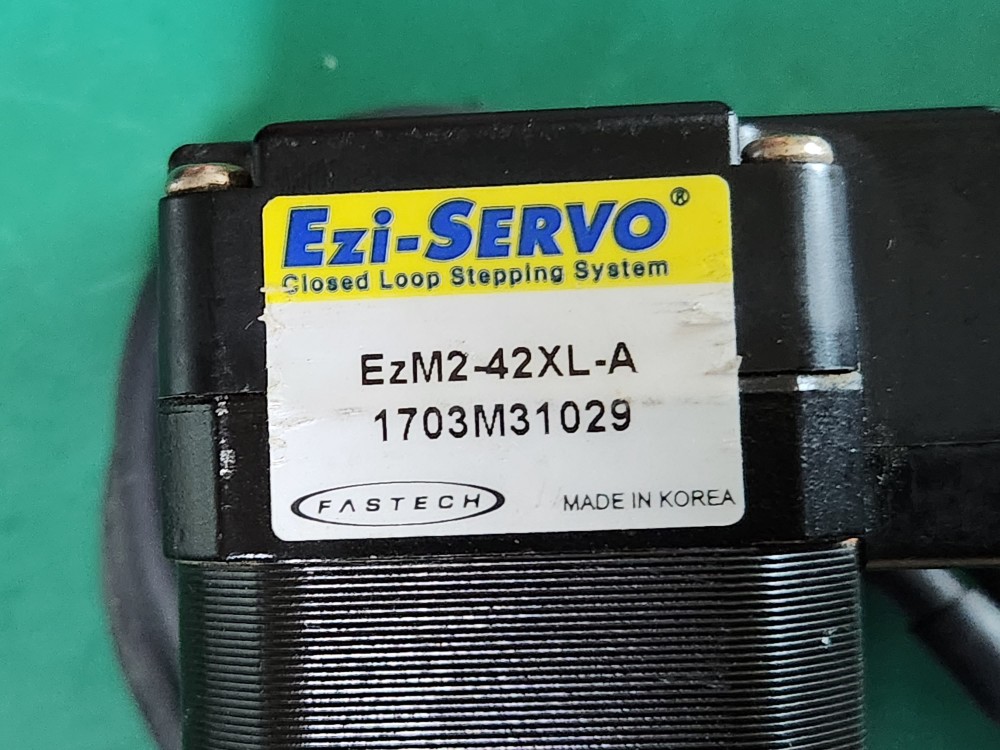 Ezi-SERVO®
Closed Loop Stepping System
EzM2-42XL-A
1703M31029
FASTECH
MADE IN KOREA